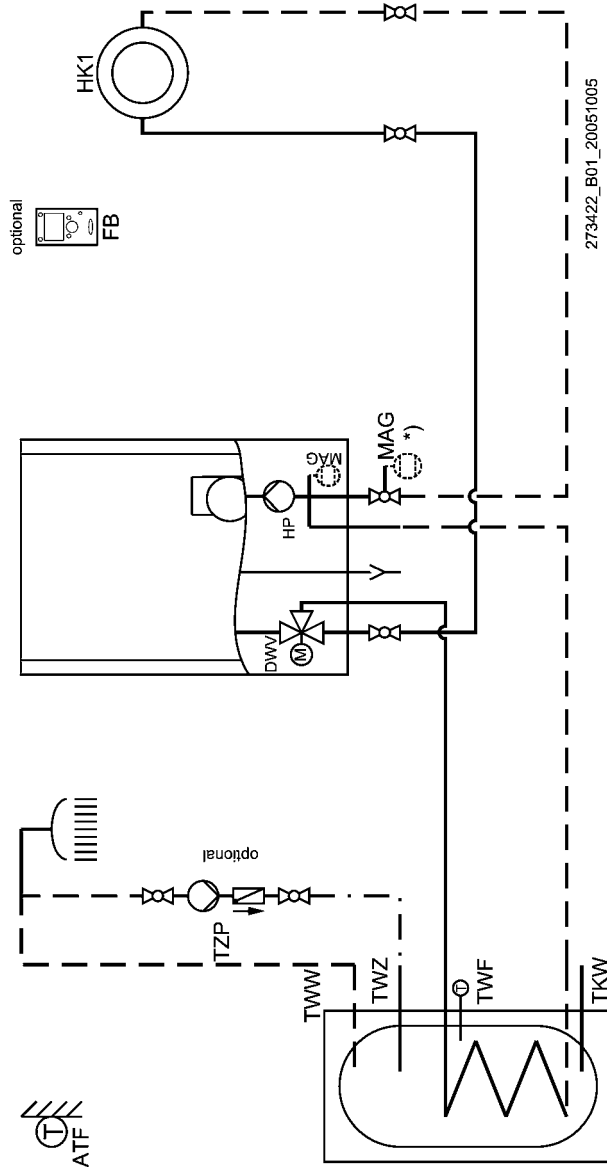 optional
FB
HK1
MAG
HP
DWV
M
MAG
*)
optional
TZP
T
ATF
TWW
TWZ
T
TWF
TKW
273422_B01_20051005